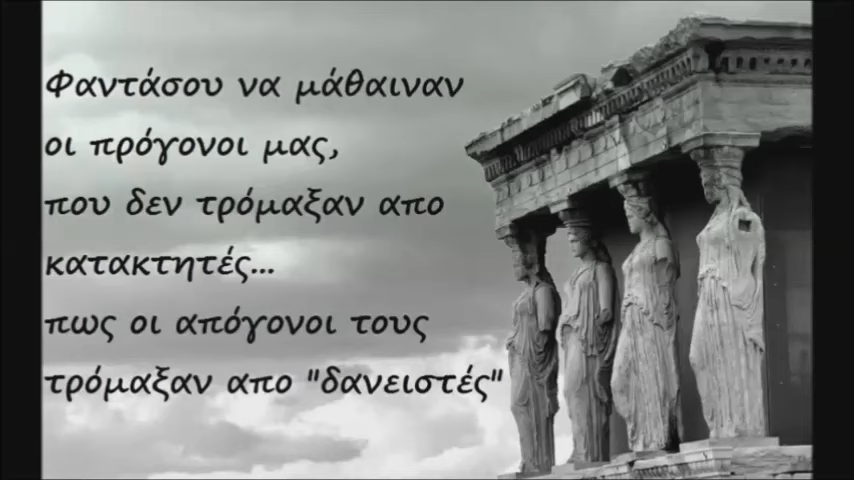 Φαντάσου να μάθαιναν
οι πρόγονοι μας,
που δεν τρόμαξαν απο
κατακτητές...
πως οι απόγονοι τους
τρόμαξαν απο "δανειστές"